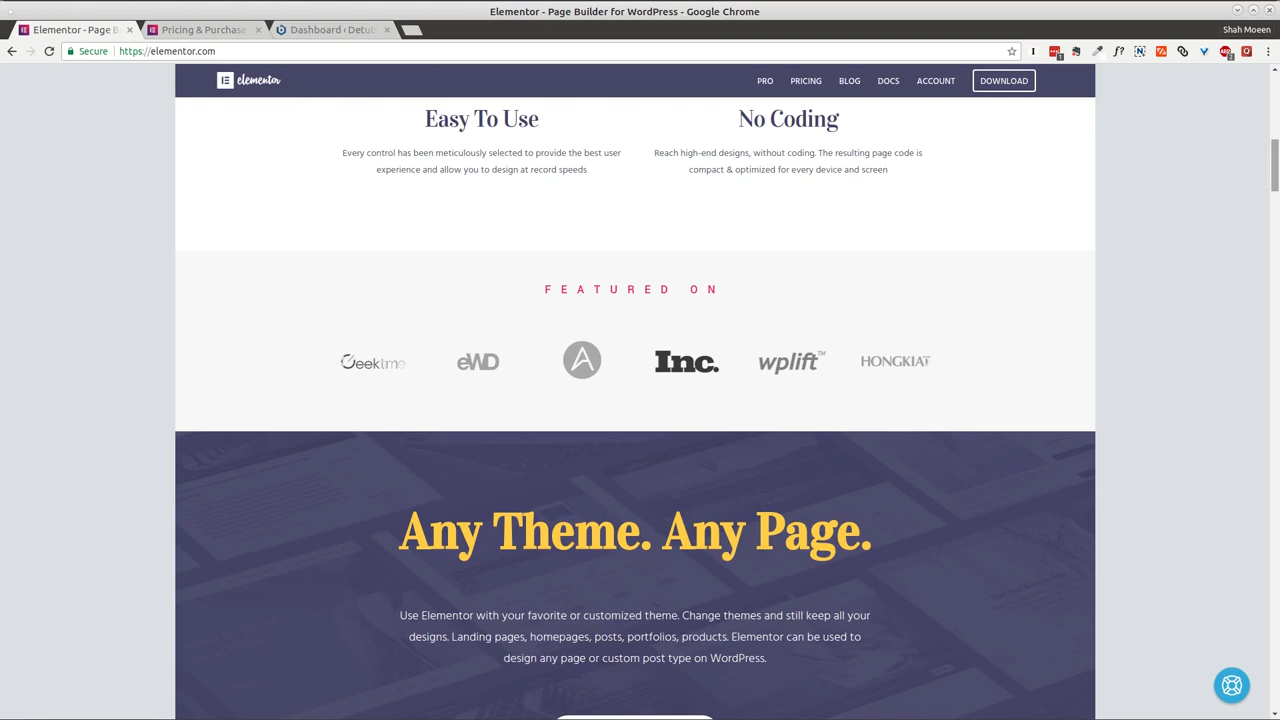 Elementor - Page Builder for WordPress - Google Chrome
Elementor - Page B
Pricing & Purchase
Dashboard ‹ Detut
Shah Moeen
Secure
https://elementor.com
elementor
PRO
PRICING
BLOG
DOCS
ACCOUNT
DOWNLOAD
Easy To Use
Every control has been meticulously selected to provide the best user
experience and allow you to design at record speeds
No Coding
Reach high-end designs, without coding. The resulting page code is
compact & optimized for every device and screen
FEATURED ON
Geektime
eWD
Inc.
wplift™
HONGKIAT
Any Theme. Any Page.
Use Elementor with your favorite or customized theme. Change themes and still keep all your
designs. Landing pages, homepages, posts, portfolios, products. Elementor can be used to
design any page or custom post type on WordPress.